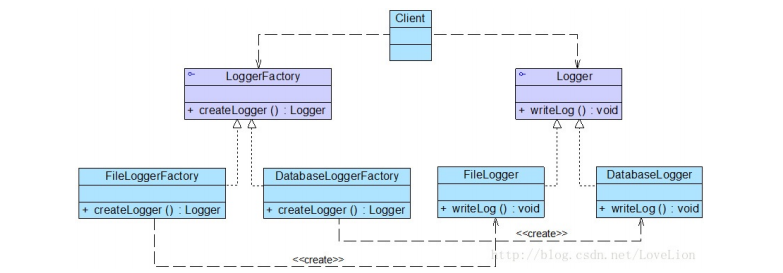 Client
LoggerFactory
+ createLogger () : Logger
Logger
+ writeLog () : void
FileLoggerFactory
+ createLogger () : Logger
DatabaseLoggerFactory
+ createLogger () : Logger
FileLogger
+ writeLog () : void
DatabaseLogger
+ writeLog () : void
<<create>>
<<create>>
http://blog.csdn.net/LoveLion